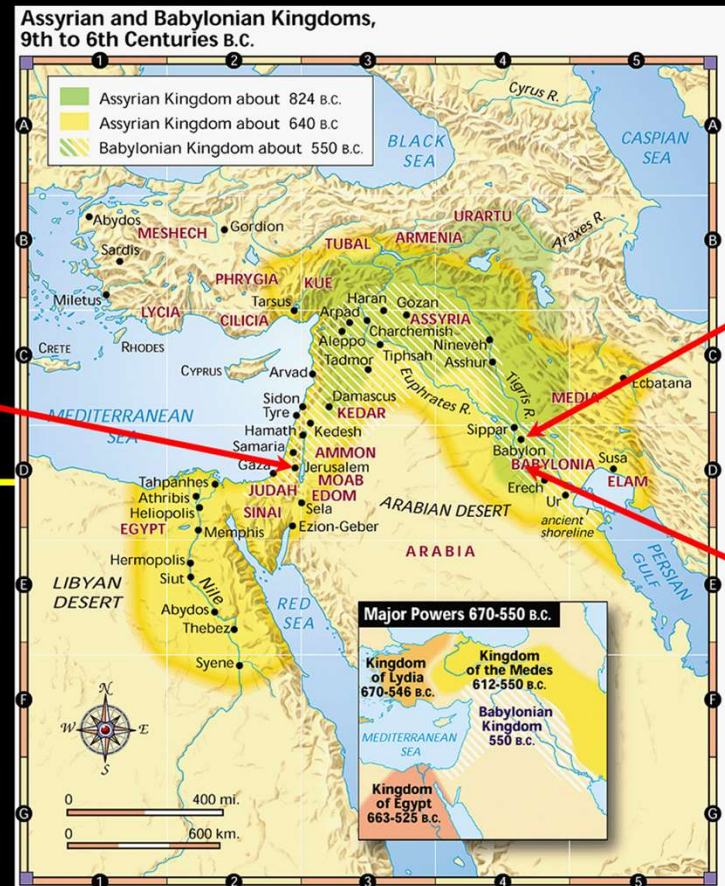 Assyrian and Babylonian Kingdoms,
9th to 6th Centuries B.C.
1 2 3 4 5
Assyrian Kingdom about 824 B.C.
Assyrian Kingdom about 640 B.C
Babylonian Kingdom about 550 B.C.
Cyrus R.
A A
BLACK
SEA
CASPIAN
SEA
URARTU
Araxes R.
Abydos
MESHECH
Gordion
TUBAL
ARMENIA
B B
Sardis
PHRYGIA
KUE
Miletus
LYCIA
CILICIA
Tarsus
Haran
Gozan
Arpad
ASSYRIA
Charchemish
Aleppo
Nineveh
CRETE
RHODES
Tiphsah
C C
Tadmor
Asshur
CYPRUS
Arvad
Euphrates R.
Tigris R.
MEDIA
Ecbatana
Sidon
Damascus
Tyre
KEDAR
MEDITERRANEAN
SEA
Hamath
Kedesh
Sippar
Samaria
AMMON
Babylon
Gaza
Jerusalem
BABYLONIA
Susa
D D
Tahpanhes
JUDAH
MOAB
ELAM
Athribis
EDOM
Erech
Heliopolis
SINAI
Sela
ARABIAN DESERT
Ur
EGYPT
Memphis
Ezion-Geber
ancient
shoreline
ARABIA
PERSIAN
GULF
Hermopolis
E E
LIBYAN
DESERT
Siut
Nile
RED
SEA
Abydos
Thebez
Major Powers 670-550 B.C.
Syene
Kingdom
of Lydia
670-546 B.C.
Kingdom
of the Medes
612-550 B.C.
F F
N
W E
S
Babylonian
Kingdom
550 B.C.
MEDITERRANEAN
SEA
Kingdom
of Egypt
663-525 B.C.
0 400 mi.
G G
0 600 km.
1 2 3 4 5